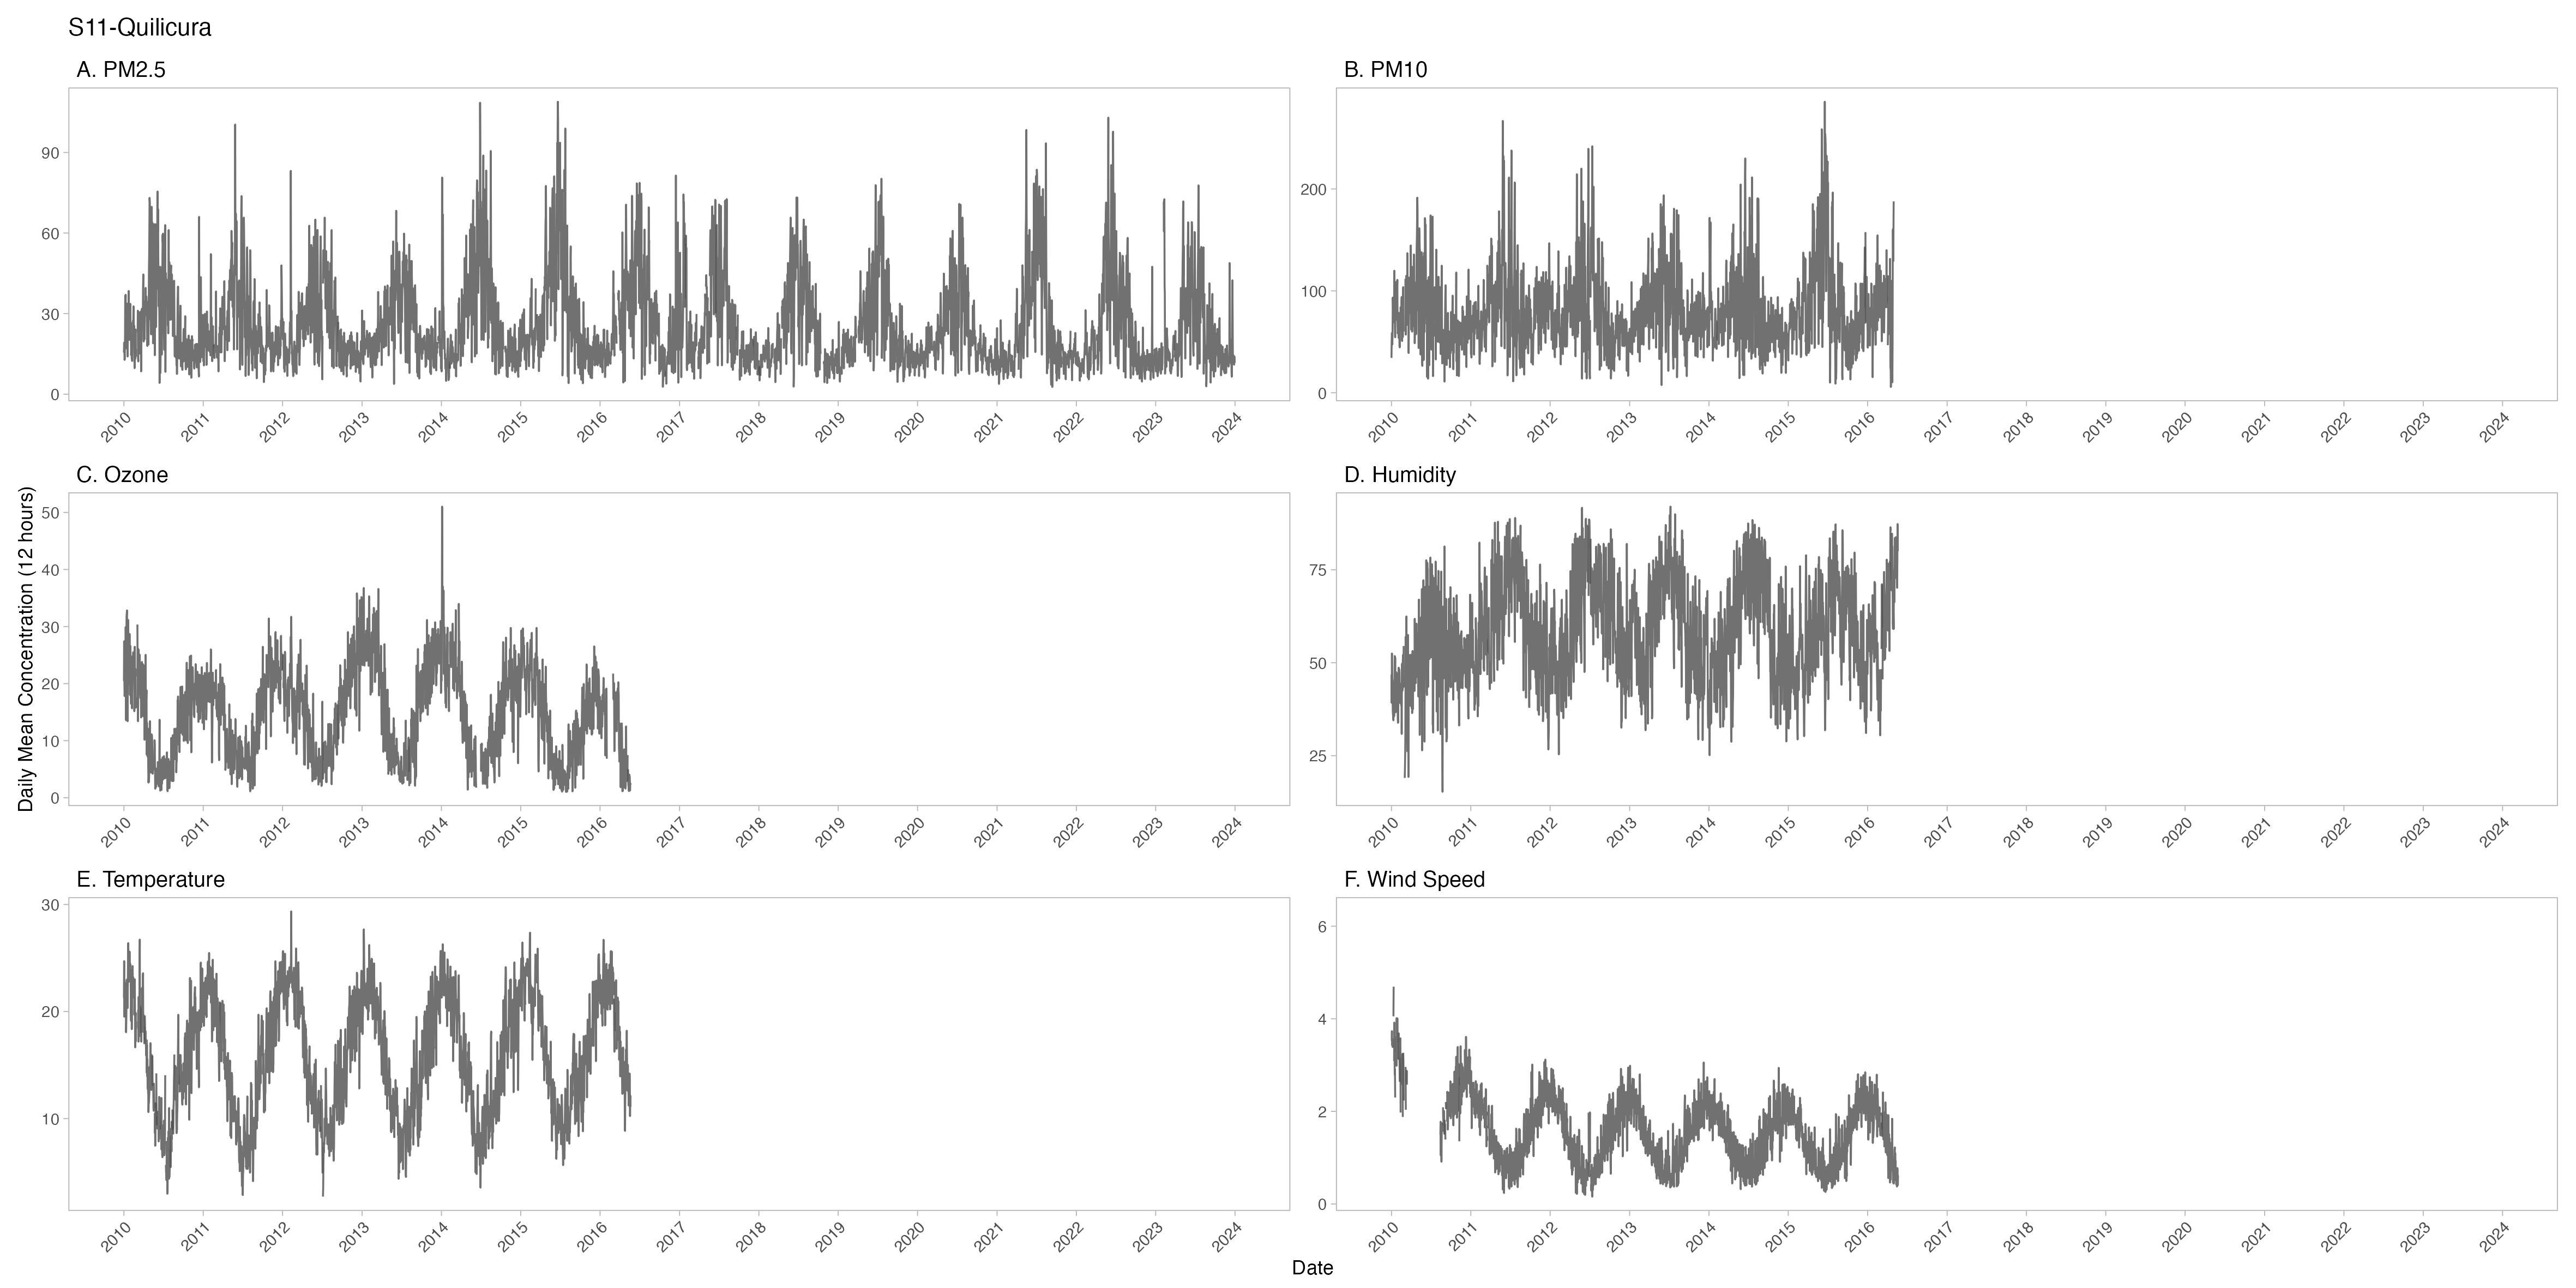 S11-Quilicura
A. PM2.5
90
60
30
0
2010 2011 2012 2013 2014 2015 2016 2017 2018 2019 2020 2021 2022 2023 2024
B. PM10
200
100
0
2010 2011 2012 2013 2014 2015 2016 2017 2018 2019 2020 2021 2022 2023 2024
Daily Mean Concentration (12 hours)
C. Ozone
50
40
30
20
10
0
2010 2011 2012 2013 2014 2015 2016 2017 2018 2019 2020 2021 2022 2023 2024
D. Humidity
75
50
25
2010 2011 2012 2013 2014 2015 2016 2017 2018 2019 2020 2021 2022 2023 2024
E. Temperature
30
20
10
2010 2011 2012 2013 2014 2015 2016 2017 2018 2019 2020 2021 2022 2023 2024
F. Wind Speed
6
4
2
0
2010 2011 2012 2013 2014 2015 2016 2017 2018 2019 2020 2021 2022 2023 2024
Date